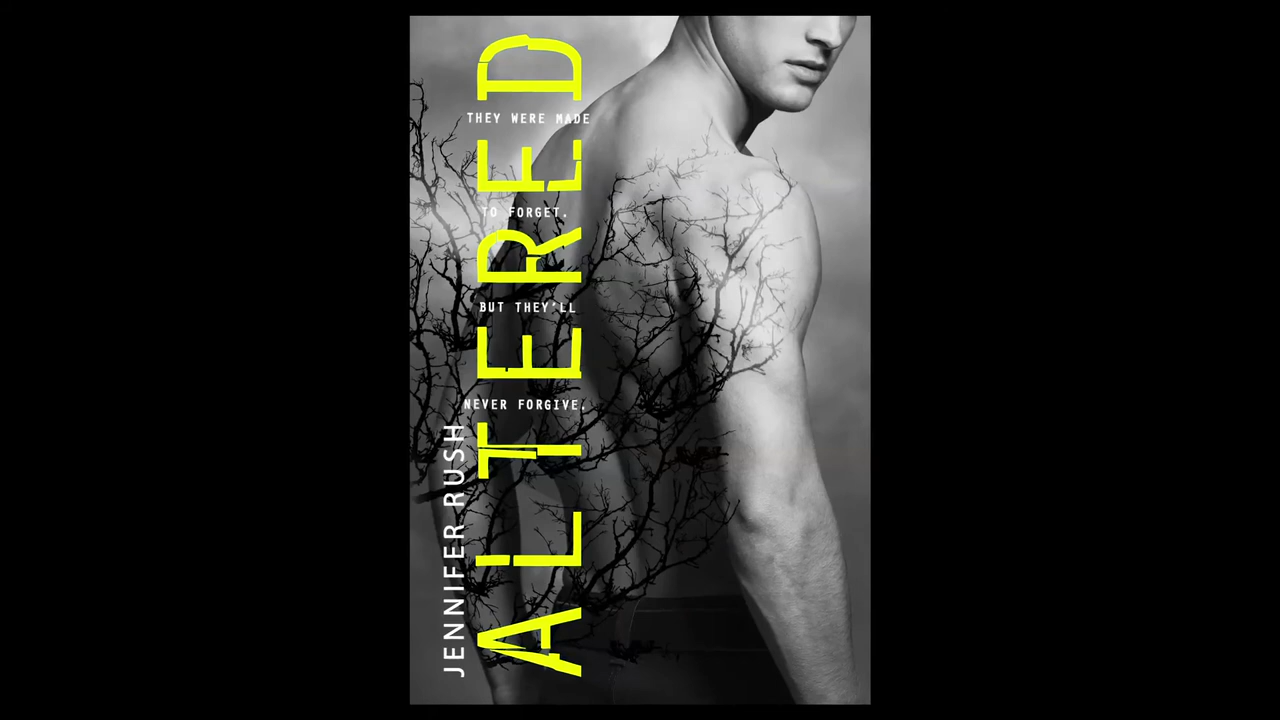 ALTERED
THEY WERE MADE
TO FORGET.
BUT THEY'LL
NEVER FORGIVE.
JENNIFER RUSH